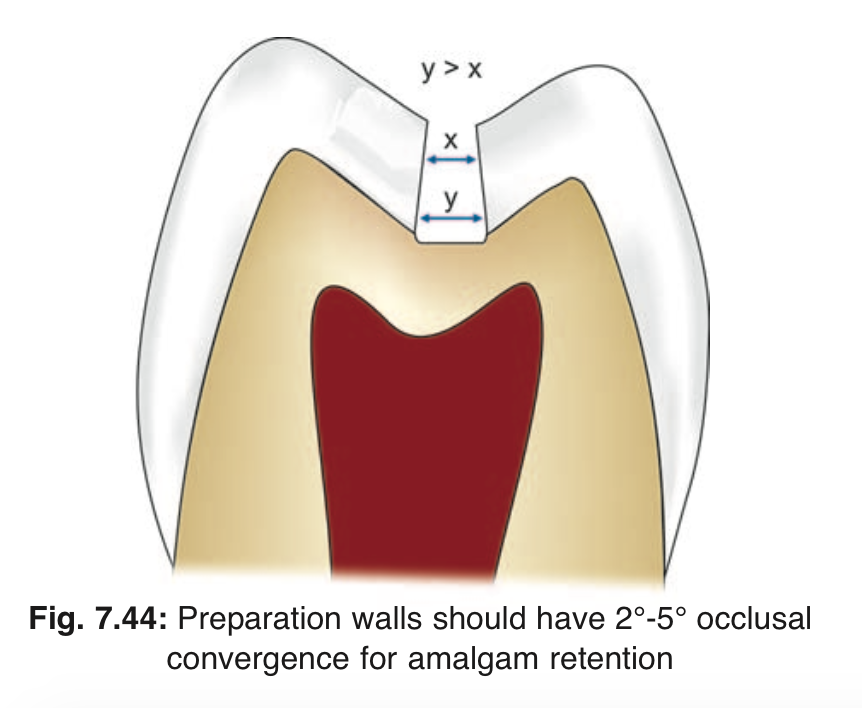 y > x
x
y
Fig. 7.44: Preparation walls should have 2°-5° occlusal
convergence for amalgam retention